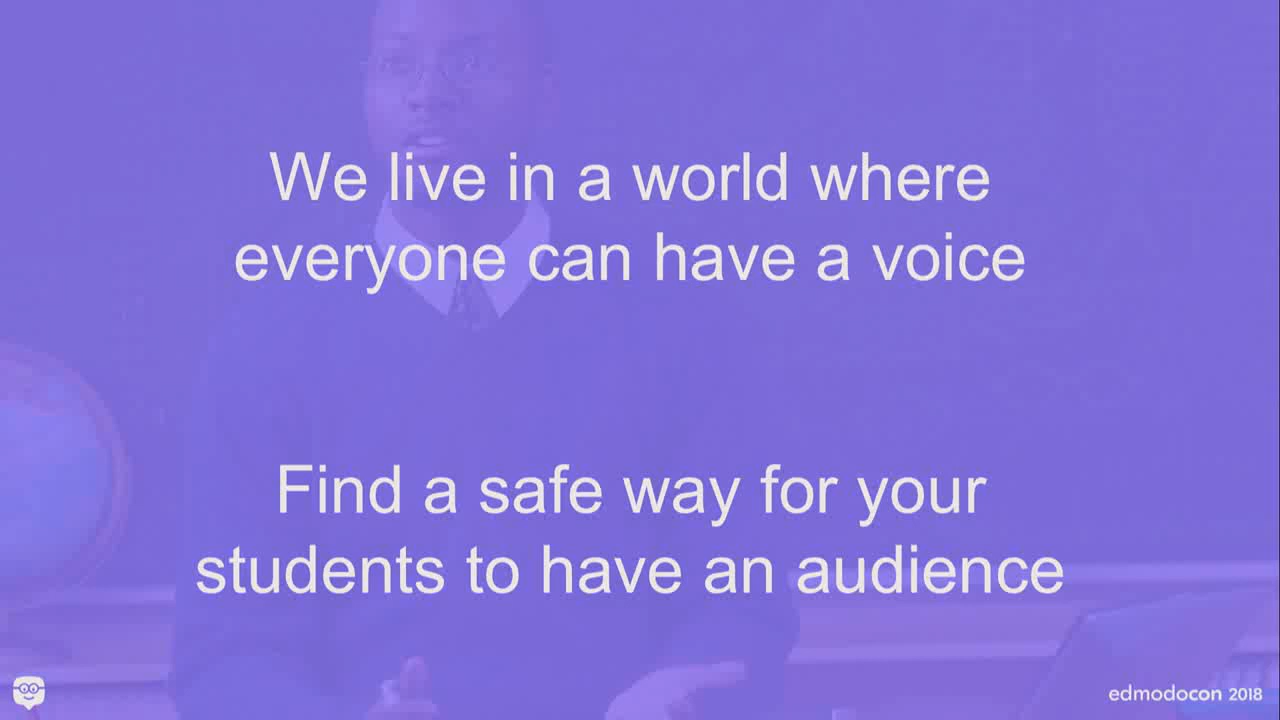 We live in a world where
everyone can have a voice
Find a safe way for your
students to have an audience
edmodocon 2018